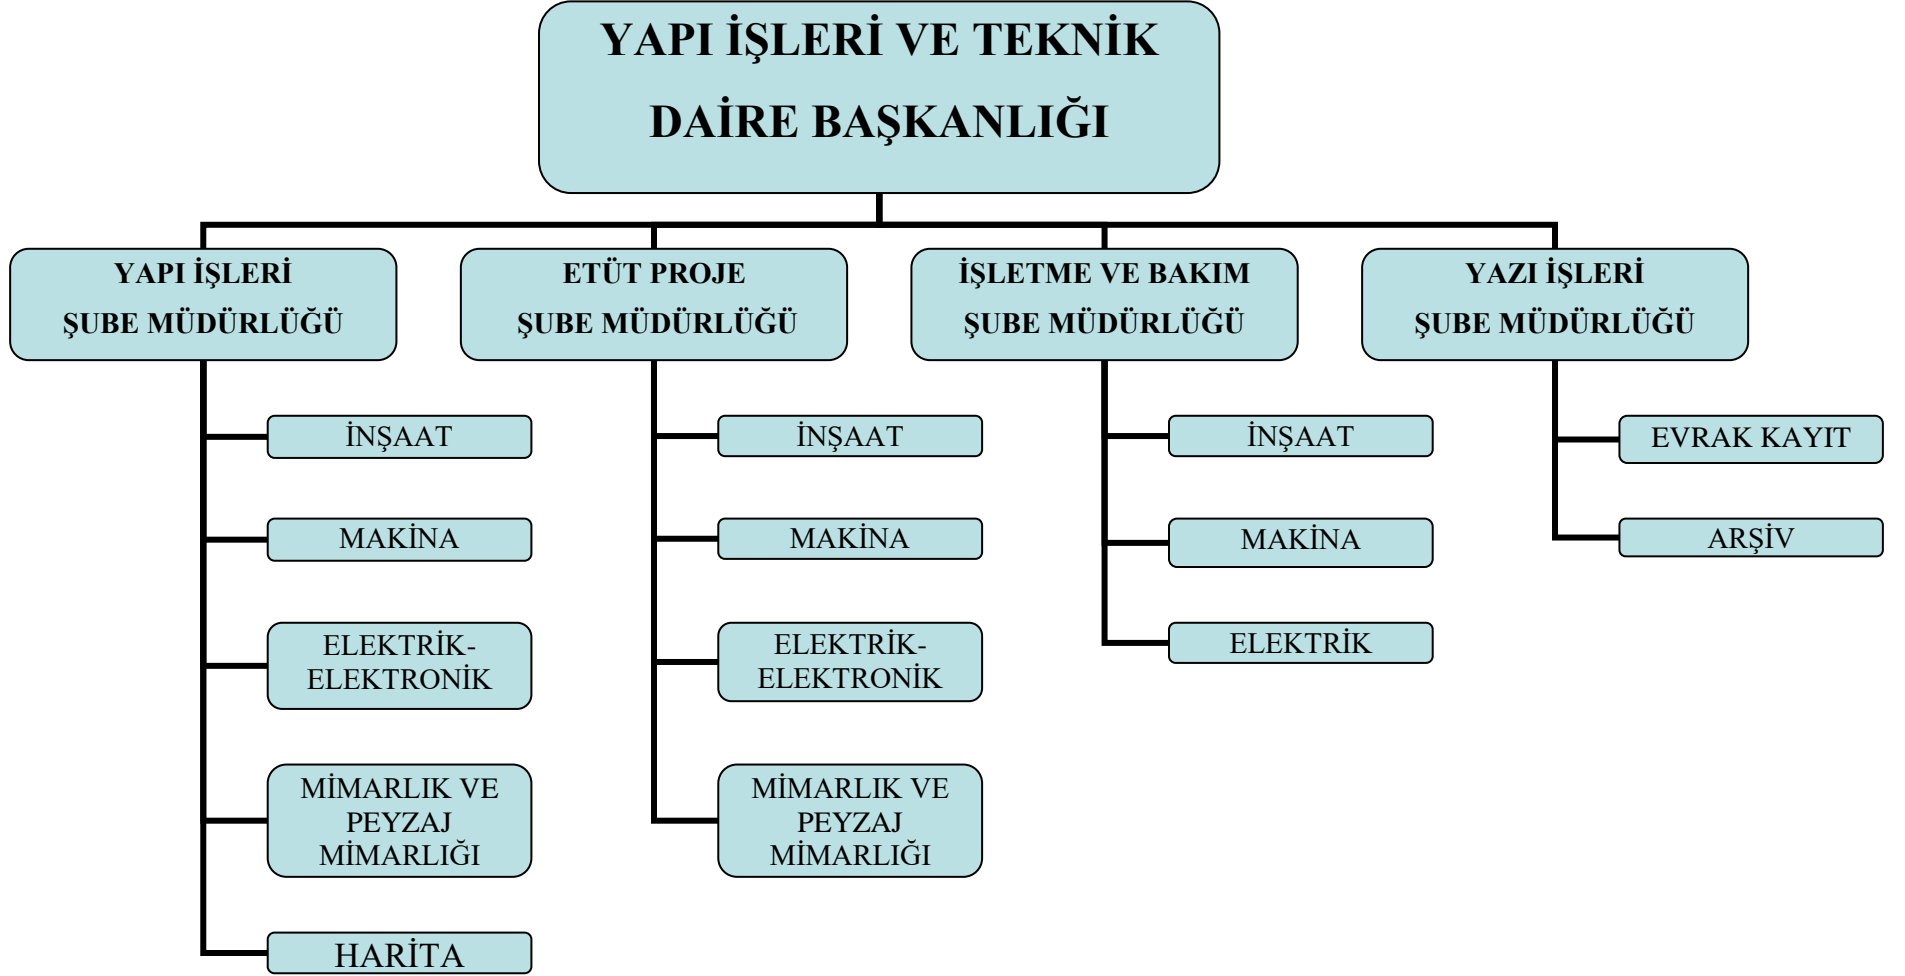 YAPI İŞLERİ VE TEKNİK
DAİRE BAŞKANLIĞI
YAPI İŞLERİ
ŞUBE MÜDÜRLÜĞÜ
İNŞAAT
MAKİNA
ELEKTRİK-
ELEKTRONİK
MİMARLIK VE
PEYZAJ
MİMARLIĞI
HARİTA
ETÜT PROJE
ŞUBE MÜDÜRLÜĞÜ
İNŞAAT
MAKİNA
ELEKTRİK-
ELEKTRONİK
MİMARLIK VE
PEYZAJ
MİMARLIĞI
İŞLETME VE BAKIM
ŞUBE MÜDÜRLÜĞÜ
İNŞAAT
MAKİNA
ELEKTRİK
YAZI İŞLERİ
ŞUBE MÜDÜRLÜĞÜ
EVRAK KAYIT
ARŞİV